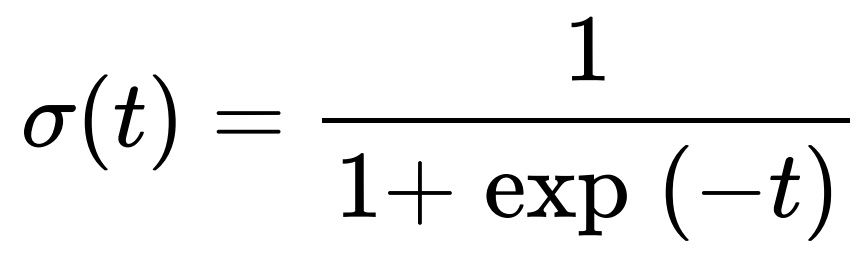 σ(t) = 1 / (1 + exp (−t))